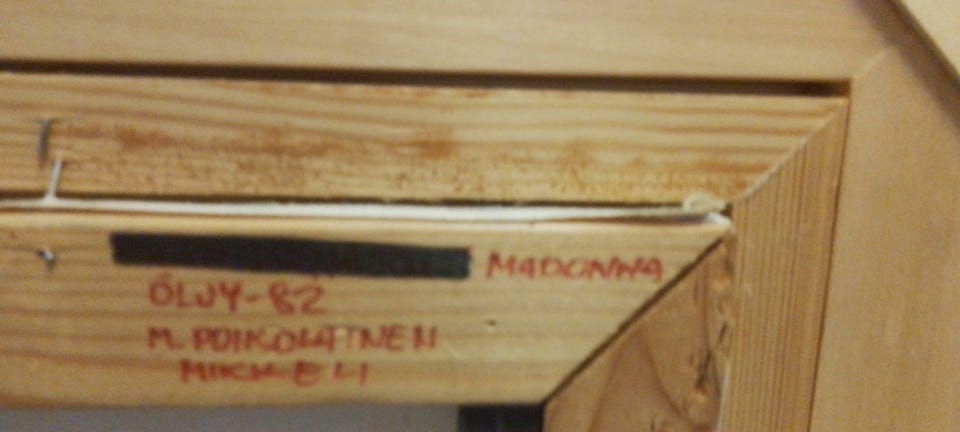 MADONNA
ÖLJY-82
M. POIKOLAINEN
MIKKELI